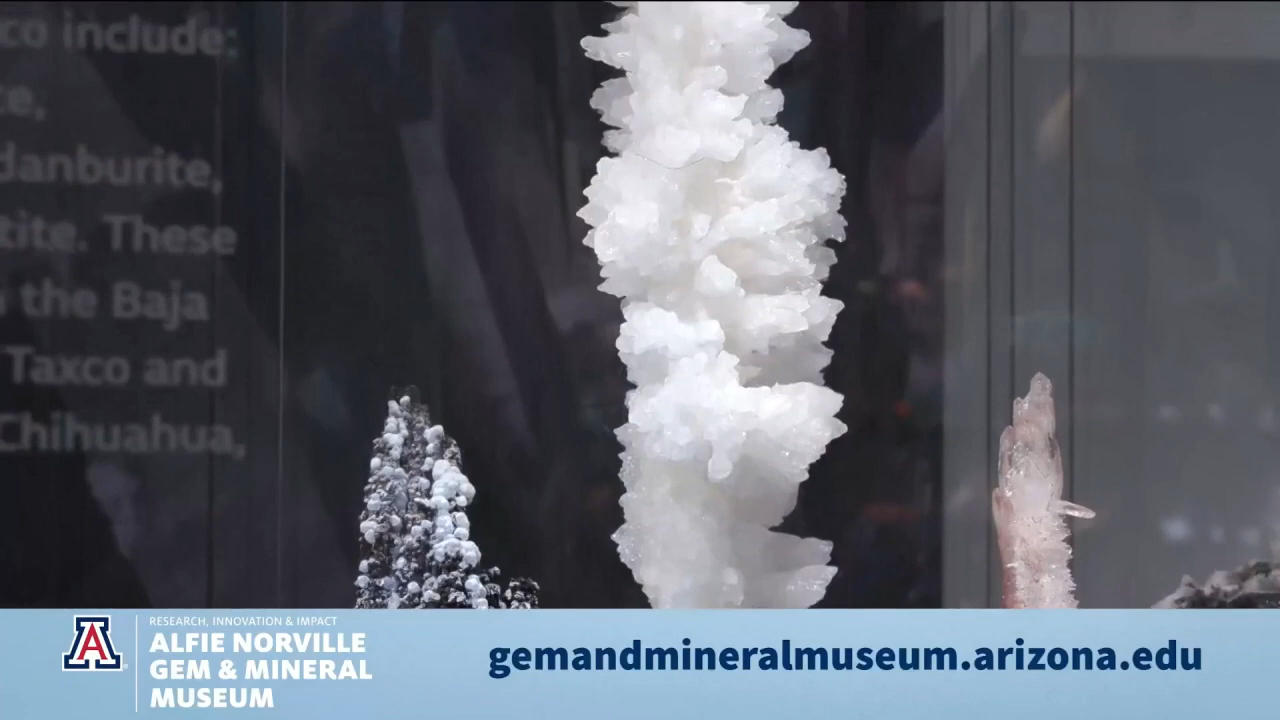 co include:
danburite,
tite. These
the Baja
Taxco and
Chihuahua,
A
RESEARCH, INNOVATION & IMPACT
ALFIE NORVILLE
GEM & MINERAL
MUSEUM
gemandmineralmuseum.arizona.edu